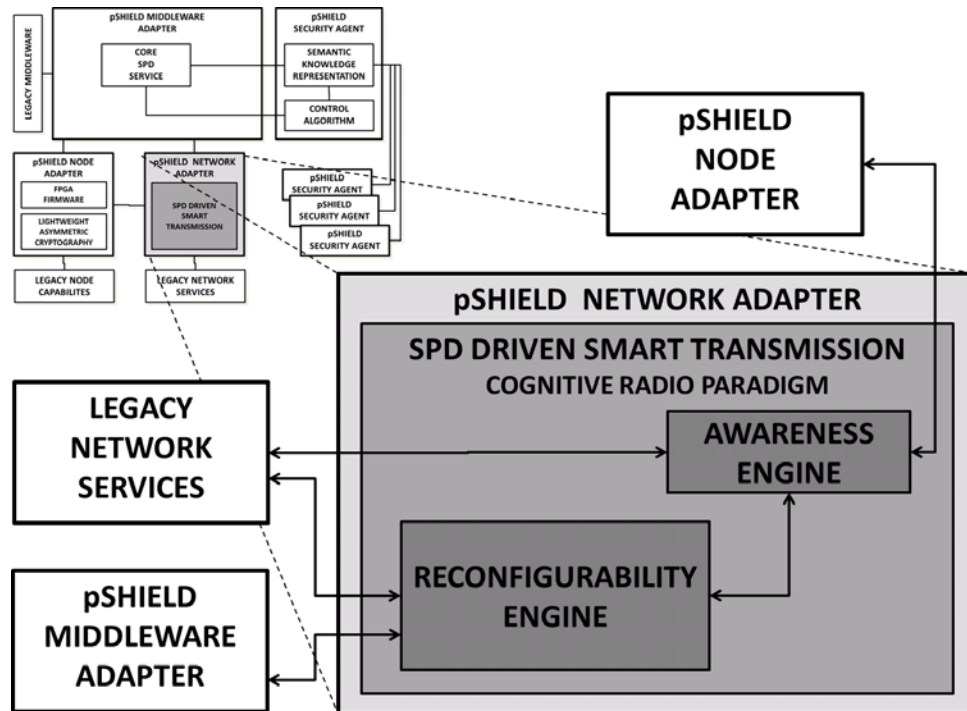 pSHIELD MIDDLEWARE
ADAPTER
CORE
SPD
SERVICE
LEGACY MIDDLEWARE
pSHIELD
SECURITY AGENT
SEMANTIC
KNOWLEDGE
REPRESENTATION
CONTROL
ALGORITHM
pSHIELD NODE
ADAPTER
FPGA
FIRMWARE
LIGHTWEIGHT
ASYMMETRIC
CRYPTOGRAPHY
pSHIELD NETWORK
ADAPTER
SPD DRIVEN
SMART
TRANSMISSION
pSHIELD
SECURITY AGENT
pSHIELD
SECURITY AGENT
pSHIELD
SECURITY AGENT
LEGACY NODE
CAPABILITES
LEGACY NETWORK
SERVICES
pSHIELD
NODE
ADAPTER
pSHIELD NETWORK ADAPTER
SPD DRIVEN SMART TRANSMISSION
COGNITIVE RADIO PARADIGM
AWARENESS
ENGINE
RECONFIGURABILITY
ENGINE
LEGACY
NETWORK
SERVICES
pSHIELD
MIDDLEWARE
ADAPTER